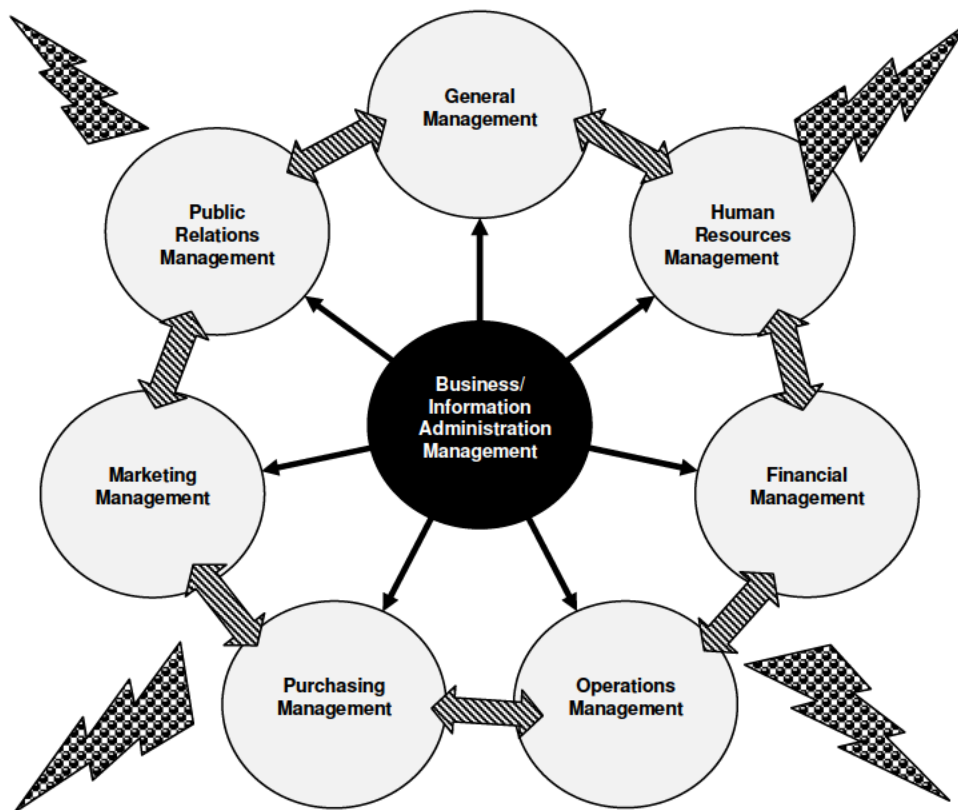 General
Management
Public
Relations
Management
Human
Resources
Management
Business/
Information
Administration
Management
Marketing
Management
Financial
Management
Purchasing
Management
Operations
Management